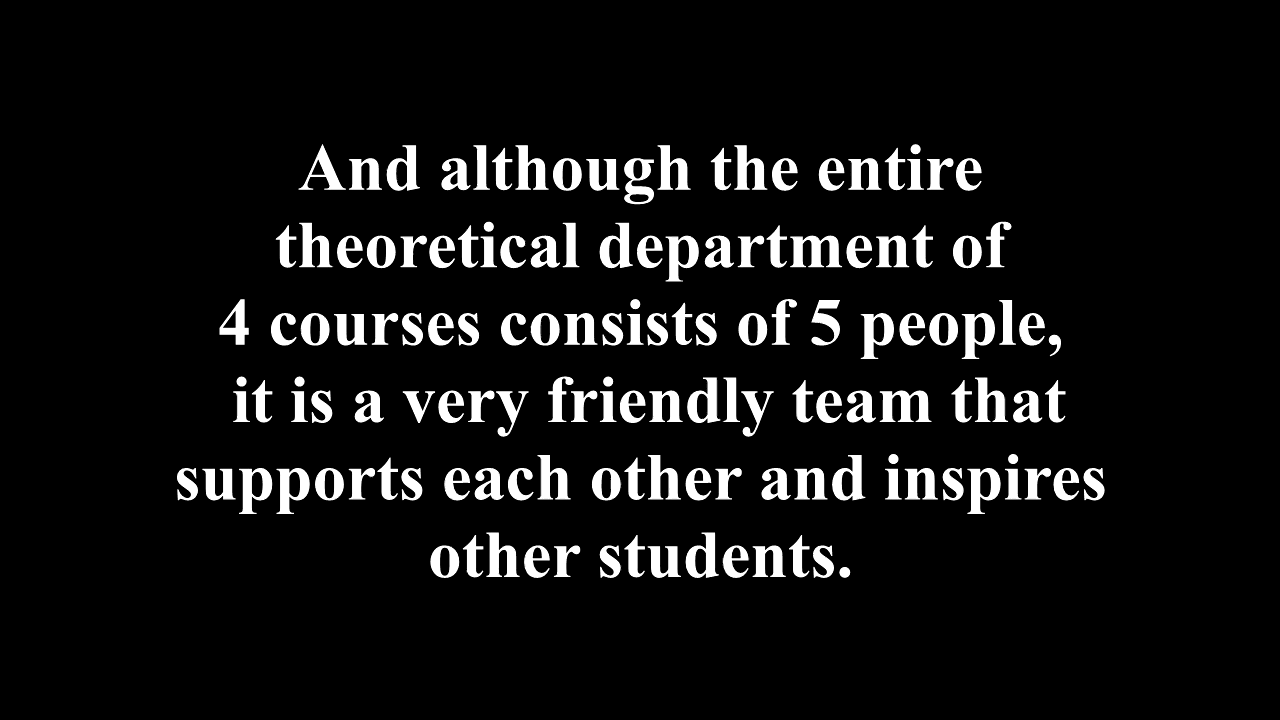 And although the entire
theoretical department of
4 courses consists of 5 people,
it is a very friendly team that
supports each other and inspires
other students.